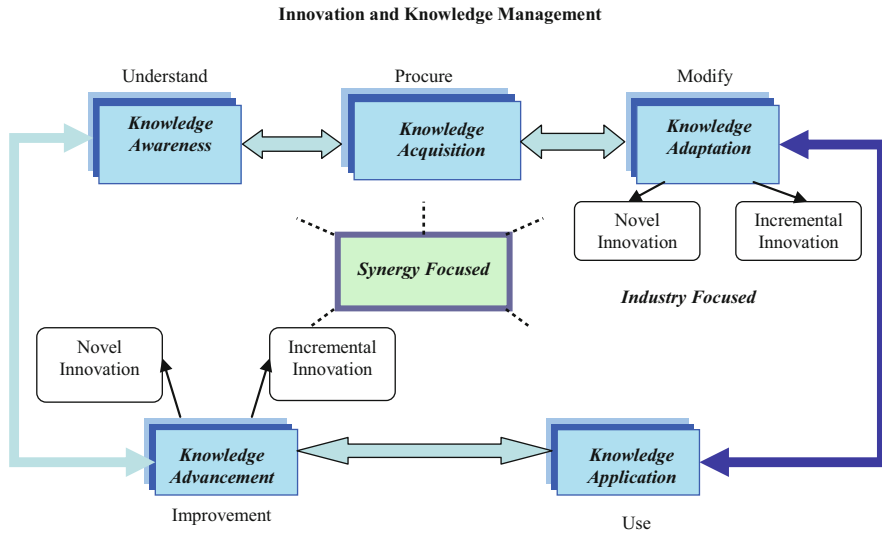 Innovation and Knowledge Management
Understand
Procure
Modify
Knowledge
Awareness
Knowledge
Acquisition
Knowledge
Adaptation
Novel
Innovation
Incremental
Innovation
Synergy Focused
Industry Focused
Novel
Innovation
Incremental
Innovation
Knowledge
Advancement
Knowledge
Application
Improvement
Use